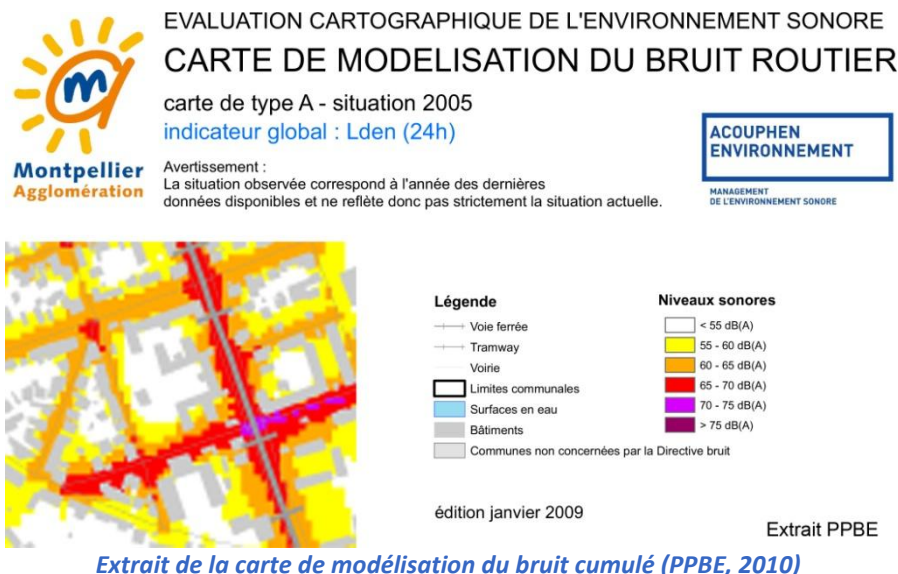 EVALUATION CARTOGRAPHIQUE DE L'ENVIRONNEMENT SONORE
CARTE DE MODELISATION DU BRUIT ROUTIER
carte de type A - situation 2005
indicateur global : Lden (24h)
Avertissement :
La situation observée correspond à l'année des dernières
données disponibles et ne reflète donc pas strictement la situation actuelle.
m
Montpellier
Agglomération
ACOUPHEN
ENVIRONNEMENT
MANAGEMENT
DE L'ENVIRONNEMENT SONORE
Légende
Voie ferrée
Tramway
Voirie
Limites communales
Surfaces en eau
Bâtiments
Communes non concernées par la Directive bruit
Niveaux sonores
< 55 dB(A)
55 - 60 dB(A)
60 - 65 dB(A)
65 - 70 dB(A)
70 - 75 dB(A)
> 75 dB(A)
édition janvier 2009
Extrait PPBE
Extrait de la carte de modélisation du bruit cumulé (PPBE, 2010)